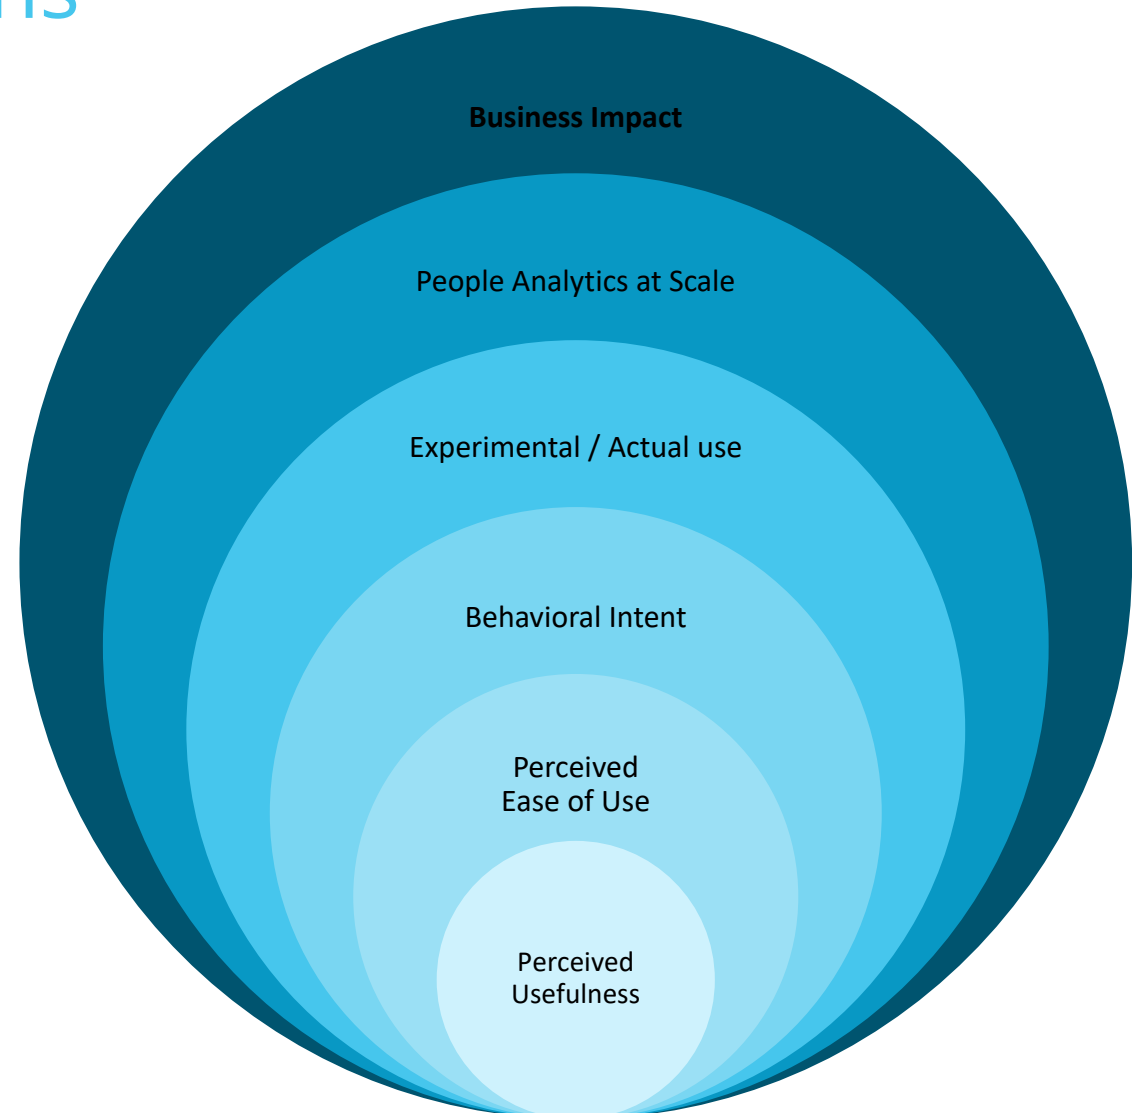 Business Impact
People Analytics at Scale
Experimental / Actual use
Behavioral Intent
Perceived
Ease of Use
Perceived
Usefulness